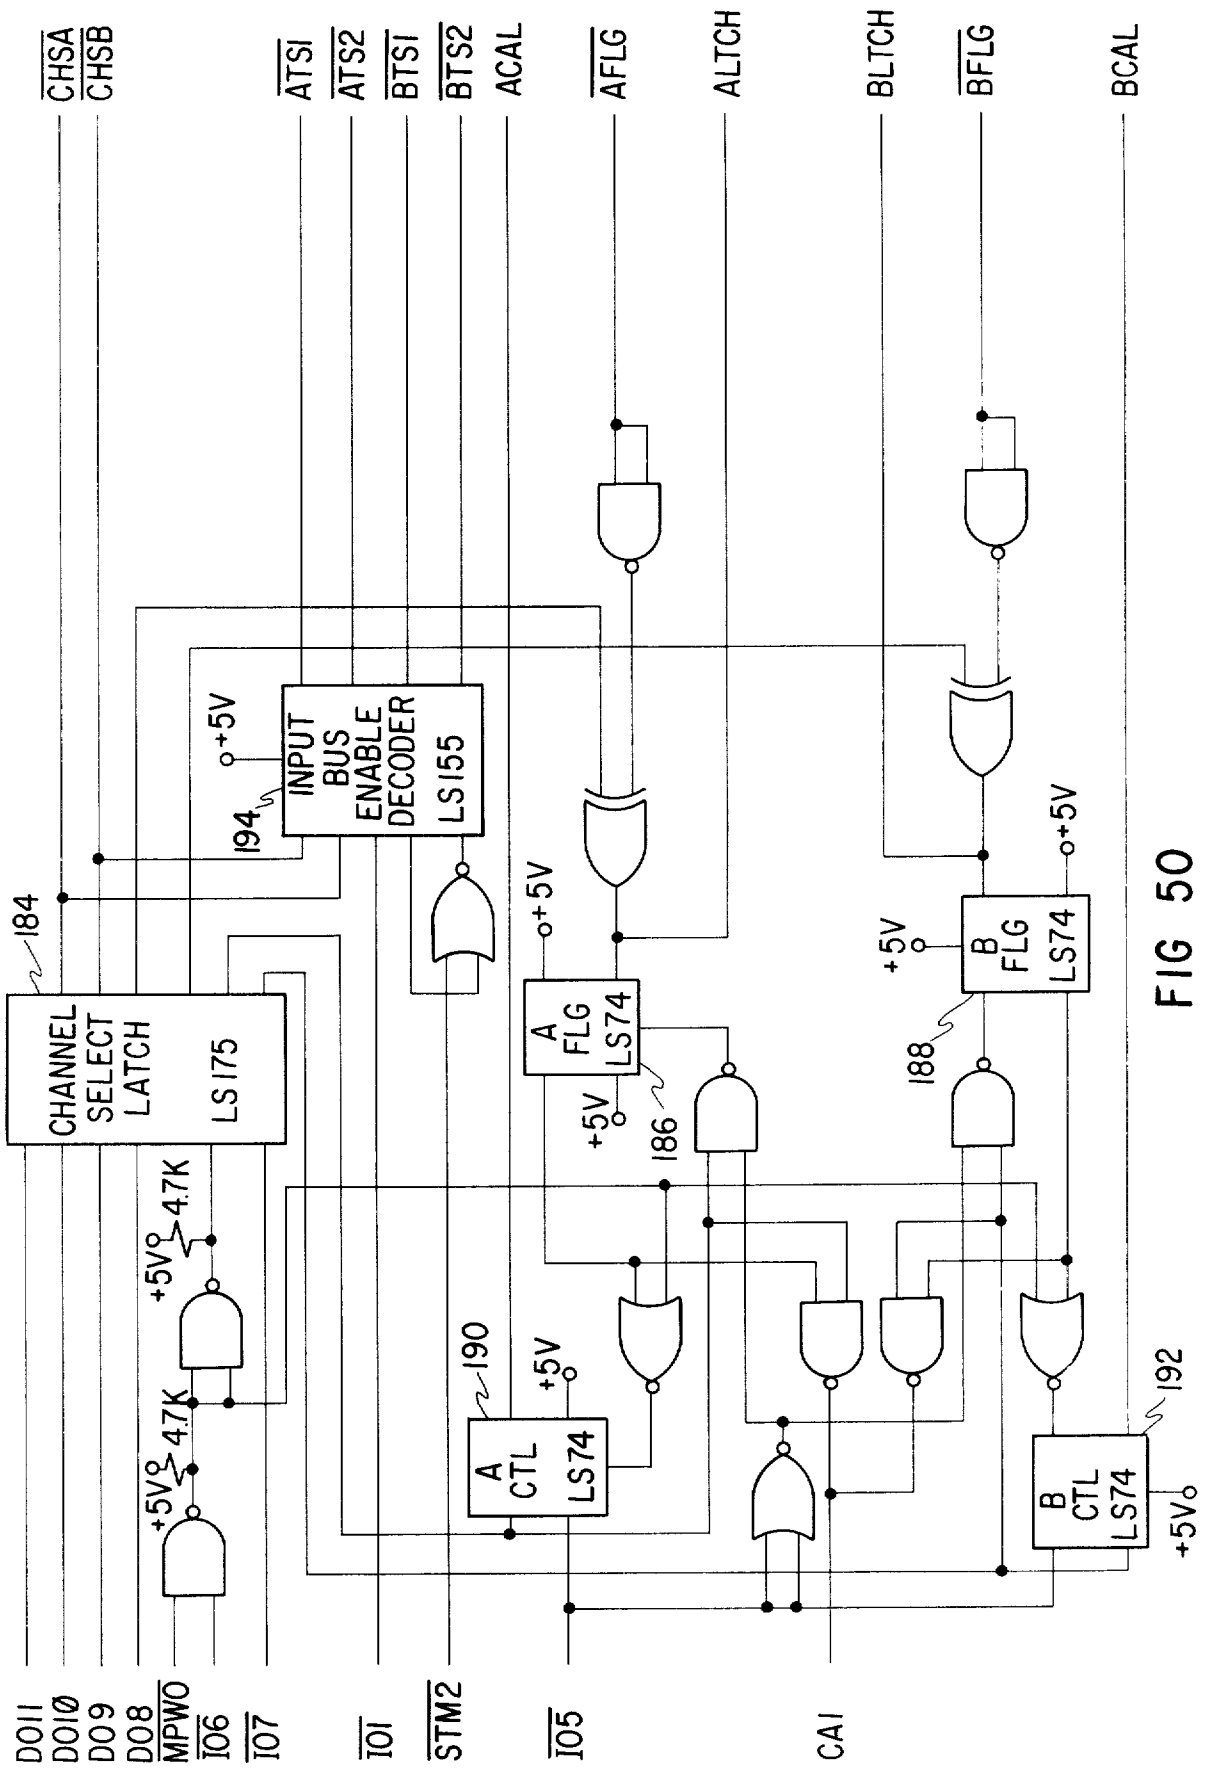 CHSA
CHSB
ATS1
ATS2
BTS1
BTS2
ACAL
AFLG
ALTCH
BLTCH
BFLG
BCAL
184
CHANNEL
SELECT
LATCH
LS175
+5V
194
INPUT
BUS
ENABLE
DECODER
LS155
+5V
4.7K
+5V
4.7K
+5V
A
FLG
LS74
+5V
186
+5V
B
FLG
LS74
+5V
188
190
A
CTL
LS74
+5V
192
B
CTL
LS74
+5V
DO11
DO1Ø
DO9
DO8
MPWO
IO6
IO7
IO1
STM2
IO5
CA1
FIG 50